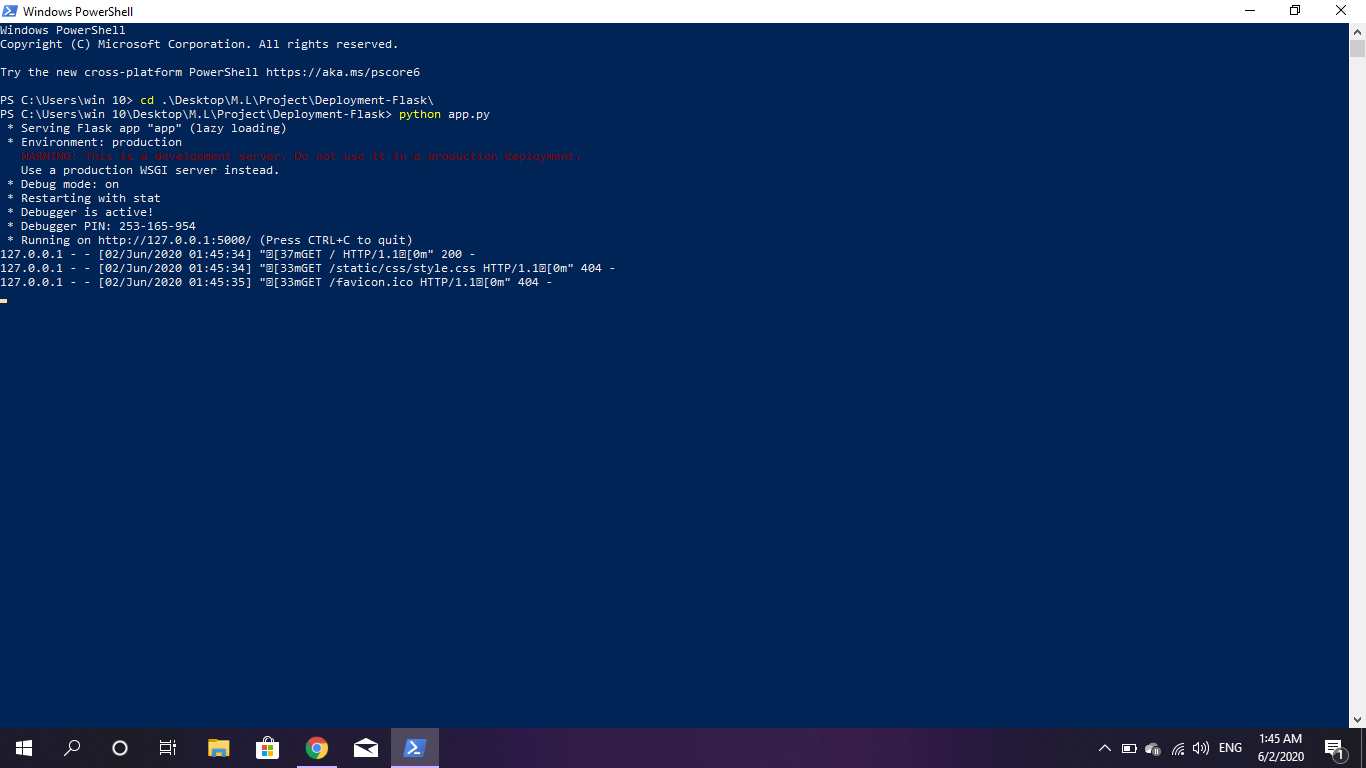 Windows PowerShell
Windows PowerShell
Copyright (C) Microsoft Corporation. All rights reserved.
Try the new cross-platform PowerShell https://aka.ms/pscore6
PS C:\Users\win 10> cd .\Desktop\M.L\Project\Deployment-Flask\
PS C:\Users\win 10\Desktop\M.L\Project\Deployment-Flask> python app.py
 * Serving Flask app "app" (lazy loading)
 * Environment: production
   WARNING: This is a development server. Do not use it in a production deployment.
   Use a production WSGI server instead.
 * Debug mode: on
 * Restarting with stat
 * Debugger is active!
 * Debugger PIN: 253-165-954
 * Running on http://127.0.0.1:5000/ (Press CTRL+C to quit)
127.0.0.1 - - [02/Jun/2020 01:45:34] "[37mGET / HTTP/1.1[0m" 200 -
127.0.0.1 - - [02/Jun/2020 01:45:34] "[33mGET /static/css/style.css HTTP/1.1[0m" 404 -
127.0.0.1 - - [02/Jun/2020 01:45:35] "[33mGET /favicon.ico HTTP/1.1[0m" 404 -
ENG
1:45 AM
6/2/2020
1